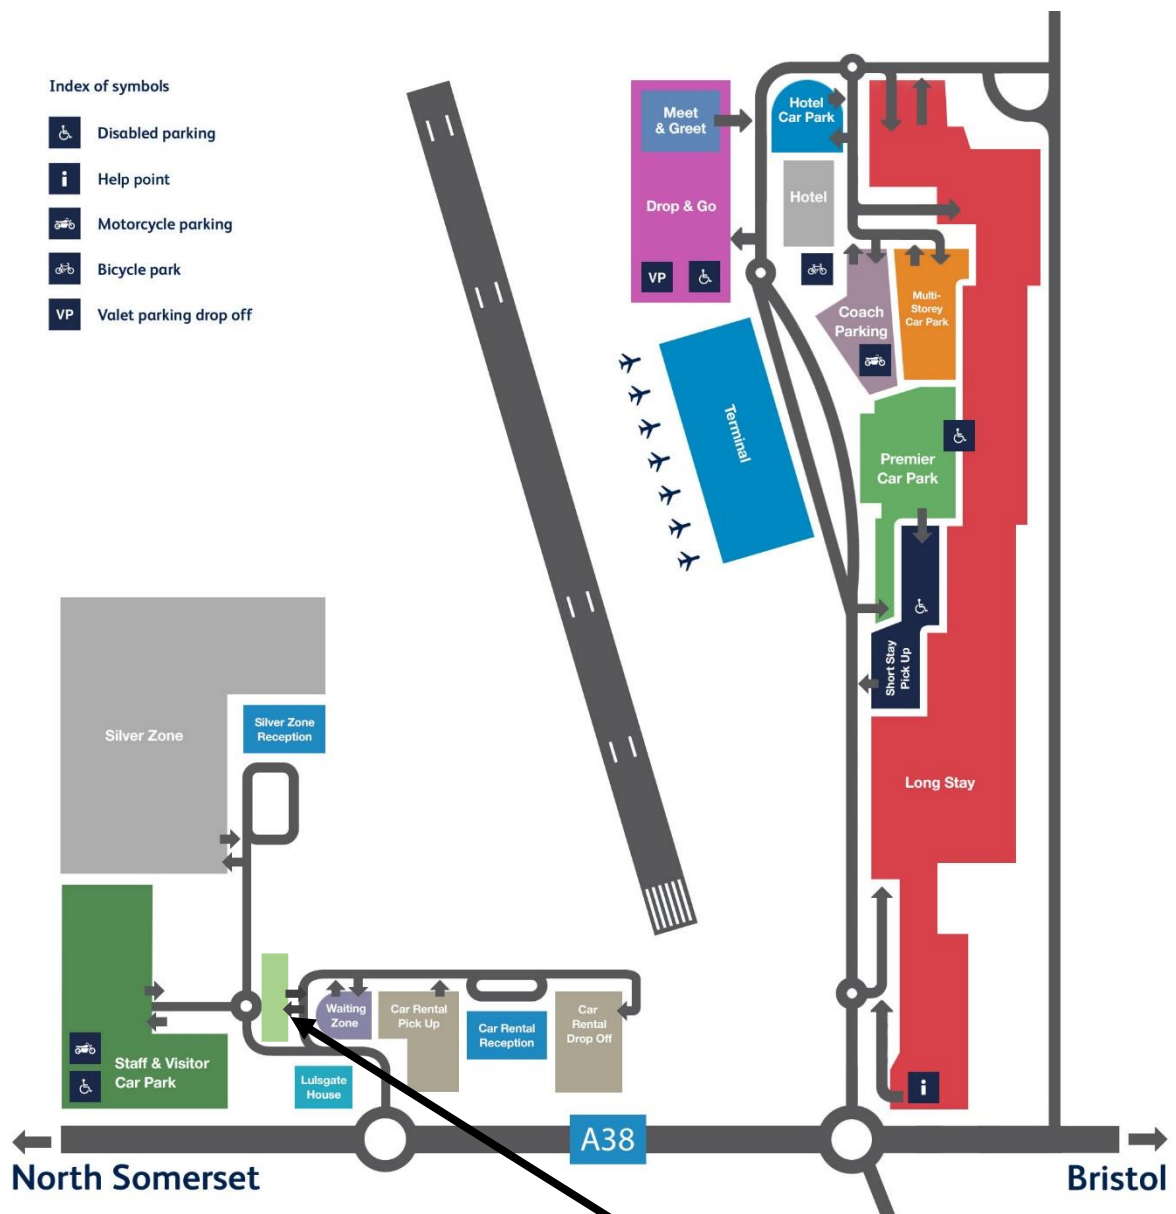 Index of symbols
Disabled parking
i
Help point
Motorcycle parking
Bicycle park
VP
Valet parking drop off
Meet
& Greet
Drop & Go
VP
Hotel
Car Park
Hotel
Coach
Parking
Multi-
Storey
Car Park
Terminal
Premier
Car Park
Short Stay
Pick Up
Long Stay
Silver Zone
Silver Zone
Reception
Waiting
Zone
Car Rental
Pick Up
Car Rental
Reception
Car
Rental
Drop Off
Staff & Visitor
Car Park
Lulsgate
House
i
A38
North Somerset
Bristol